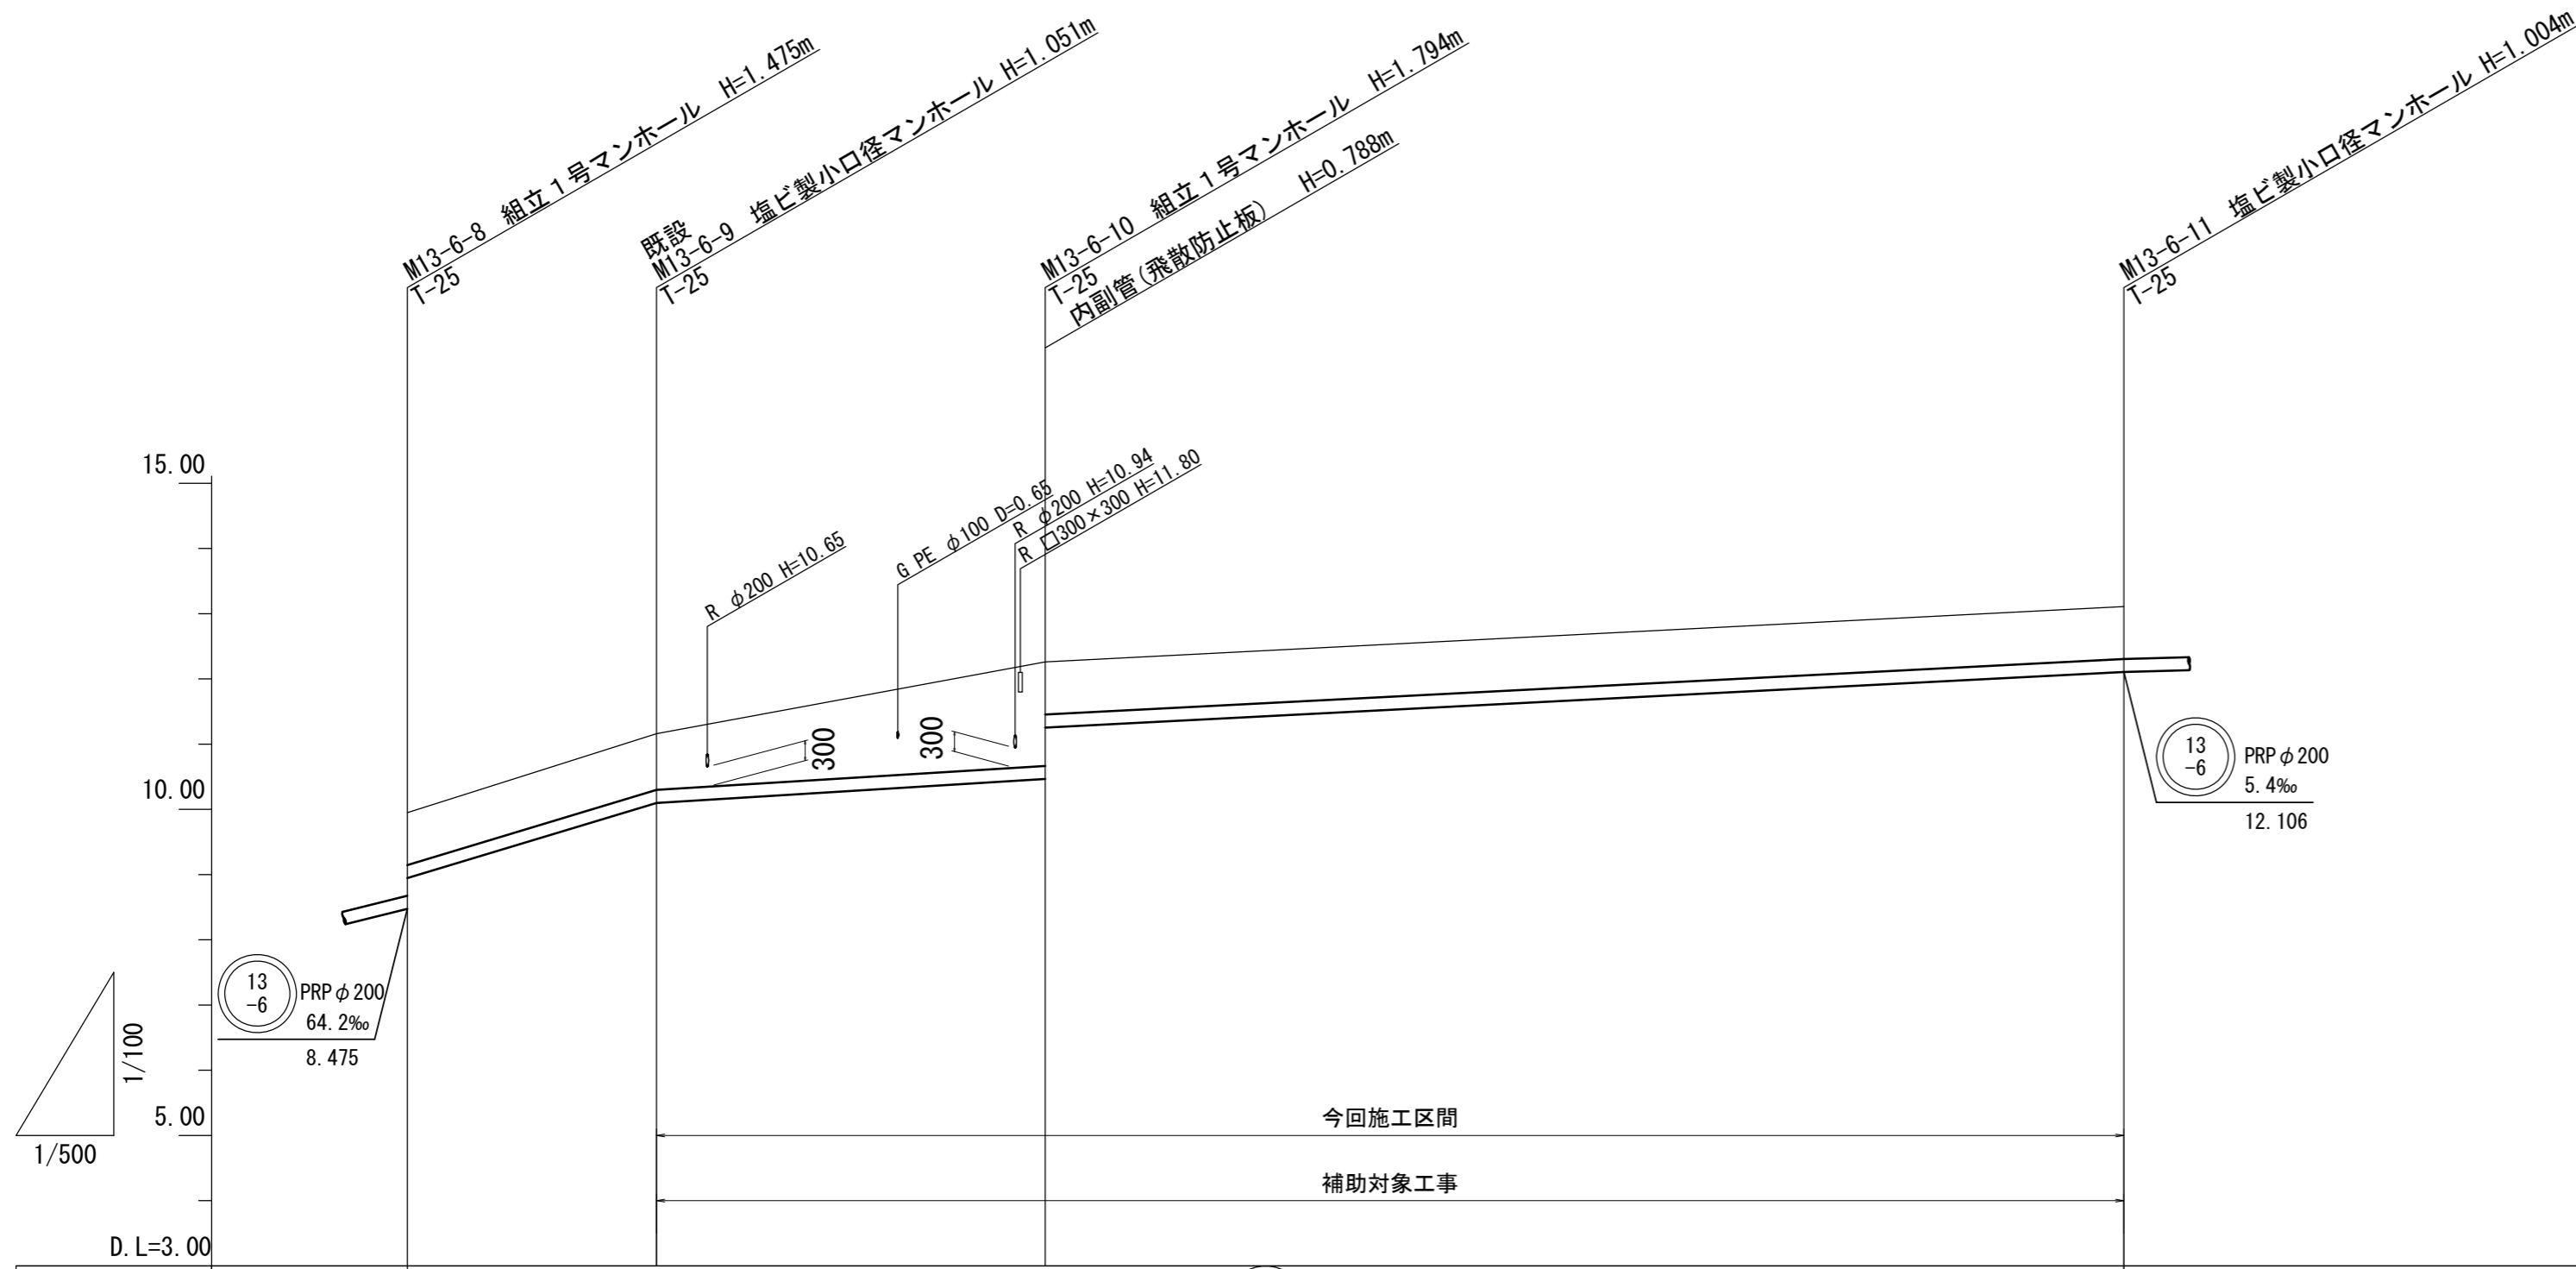 M13-6-8　組立１号マンホール　H=1.475m
T-25
既設
M13-6-9　塩ビ製小口径マンホール H=1.051m
T-25
M13-6-10　組立１号マンホール　H=1.794m
T-25
内副管(飛散防止板)　H=0.788m
M13-6-11　塩ビ製小口径マンホール H=1.004m
T-25
15.00
R φ200 H=10.65
G PE φ100 D=0.65
R φ200 H=10.94
R □300×300 H=11.80
300
300
10.00
13
-6
PRPφ200
5.4‰
12.106
13
-6
PRPφ200
64.2‰
8.475
1/100
1/500
5.00
今回施工区間
補助対象工事
D.L=3.00